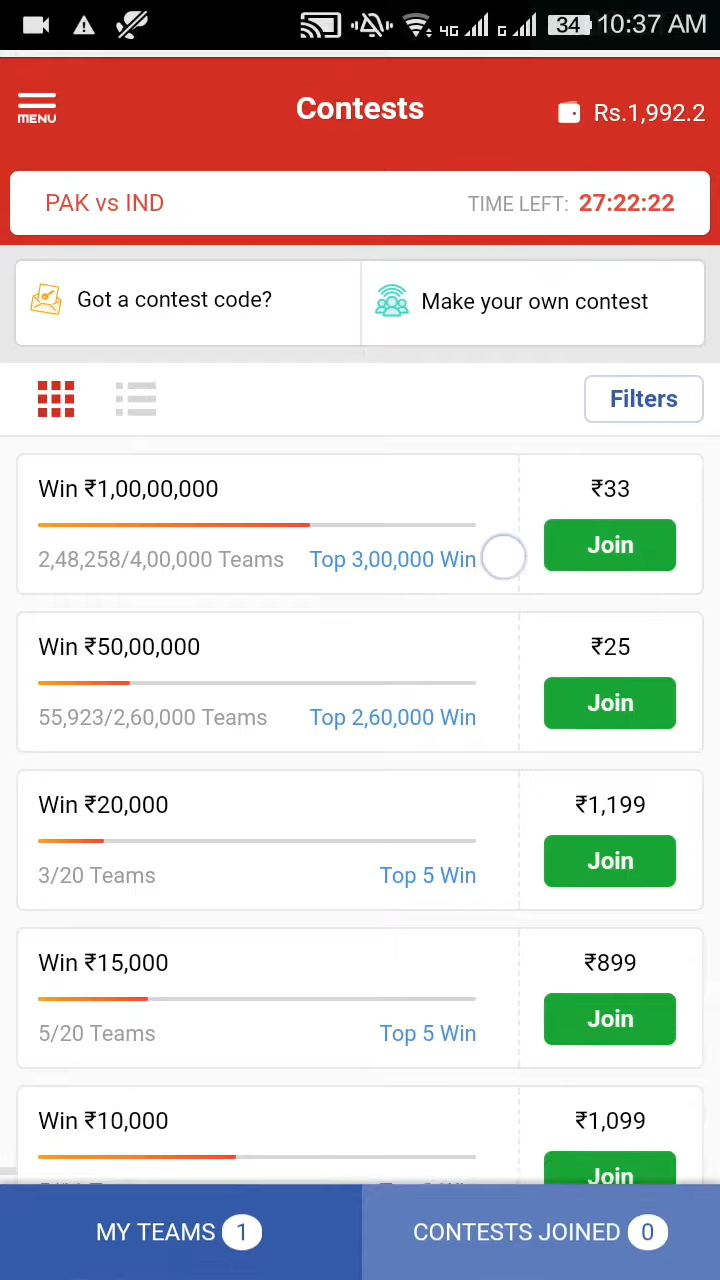 4G G 34 10:37 AM
MENU Contests Rs.1,992.2
PAK vs IND TIME LEFT: 27:22:22
Got a contest code? Make your own contest
Filters
Win ₹1,00,00,000 ₹33
2,48,258/4,00,000 Teams Top 3,00,000 Win Join
Win ₹50,00,000 ₹25
55,923/2,60,000 Teams Top 2,60,000 Win Join
Win ₹20,000 ₹1,199
3/20 Teams Top 5 Win Join
Win ₹15,000 ₹899
5/20 Teams Top 5 Win Join
Win ₹10,000 ₹1,099
Join
MY TEAMS 1 CONTESTS JOINED 0